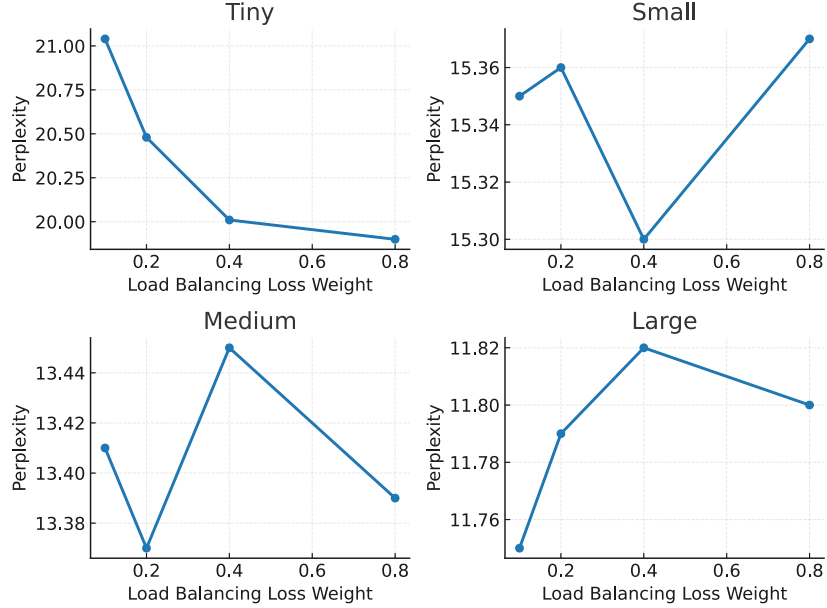 Tiny
Perplexity
21.00
20.75
20.50
20.25
20.00
0.2 0.4 0.6 0.8
Load Balancing Loss Weight
Small
Perplexity
15.36
15.34
15.32
15.30
0.2 0.4 0.6 0.8
Load Balancing Loss Weight
Medium
Perplexity
13.44
13.42
13.40
13.38
0.2 0.4 0.6 0.8
Load Balancing Loss Weight
Large
Perplexity
11.82
11.80
11.78
11.76
0.2 0.4 0.6 0.8
Load Balancing Loss Weight